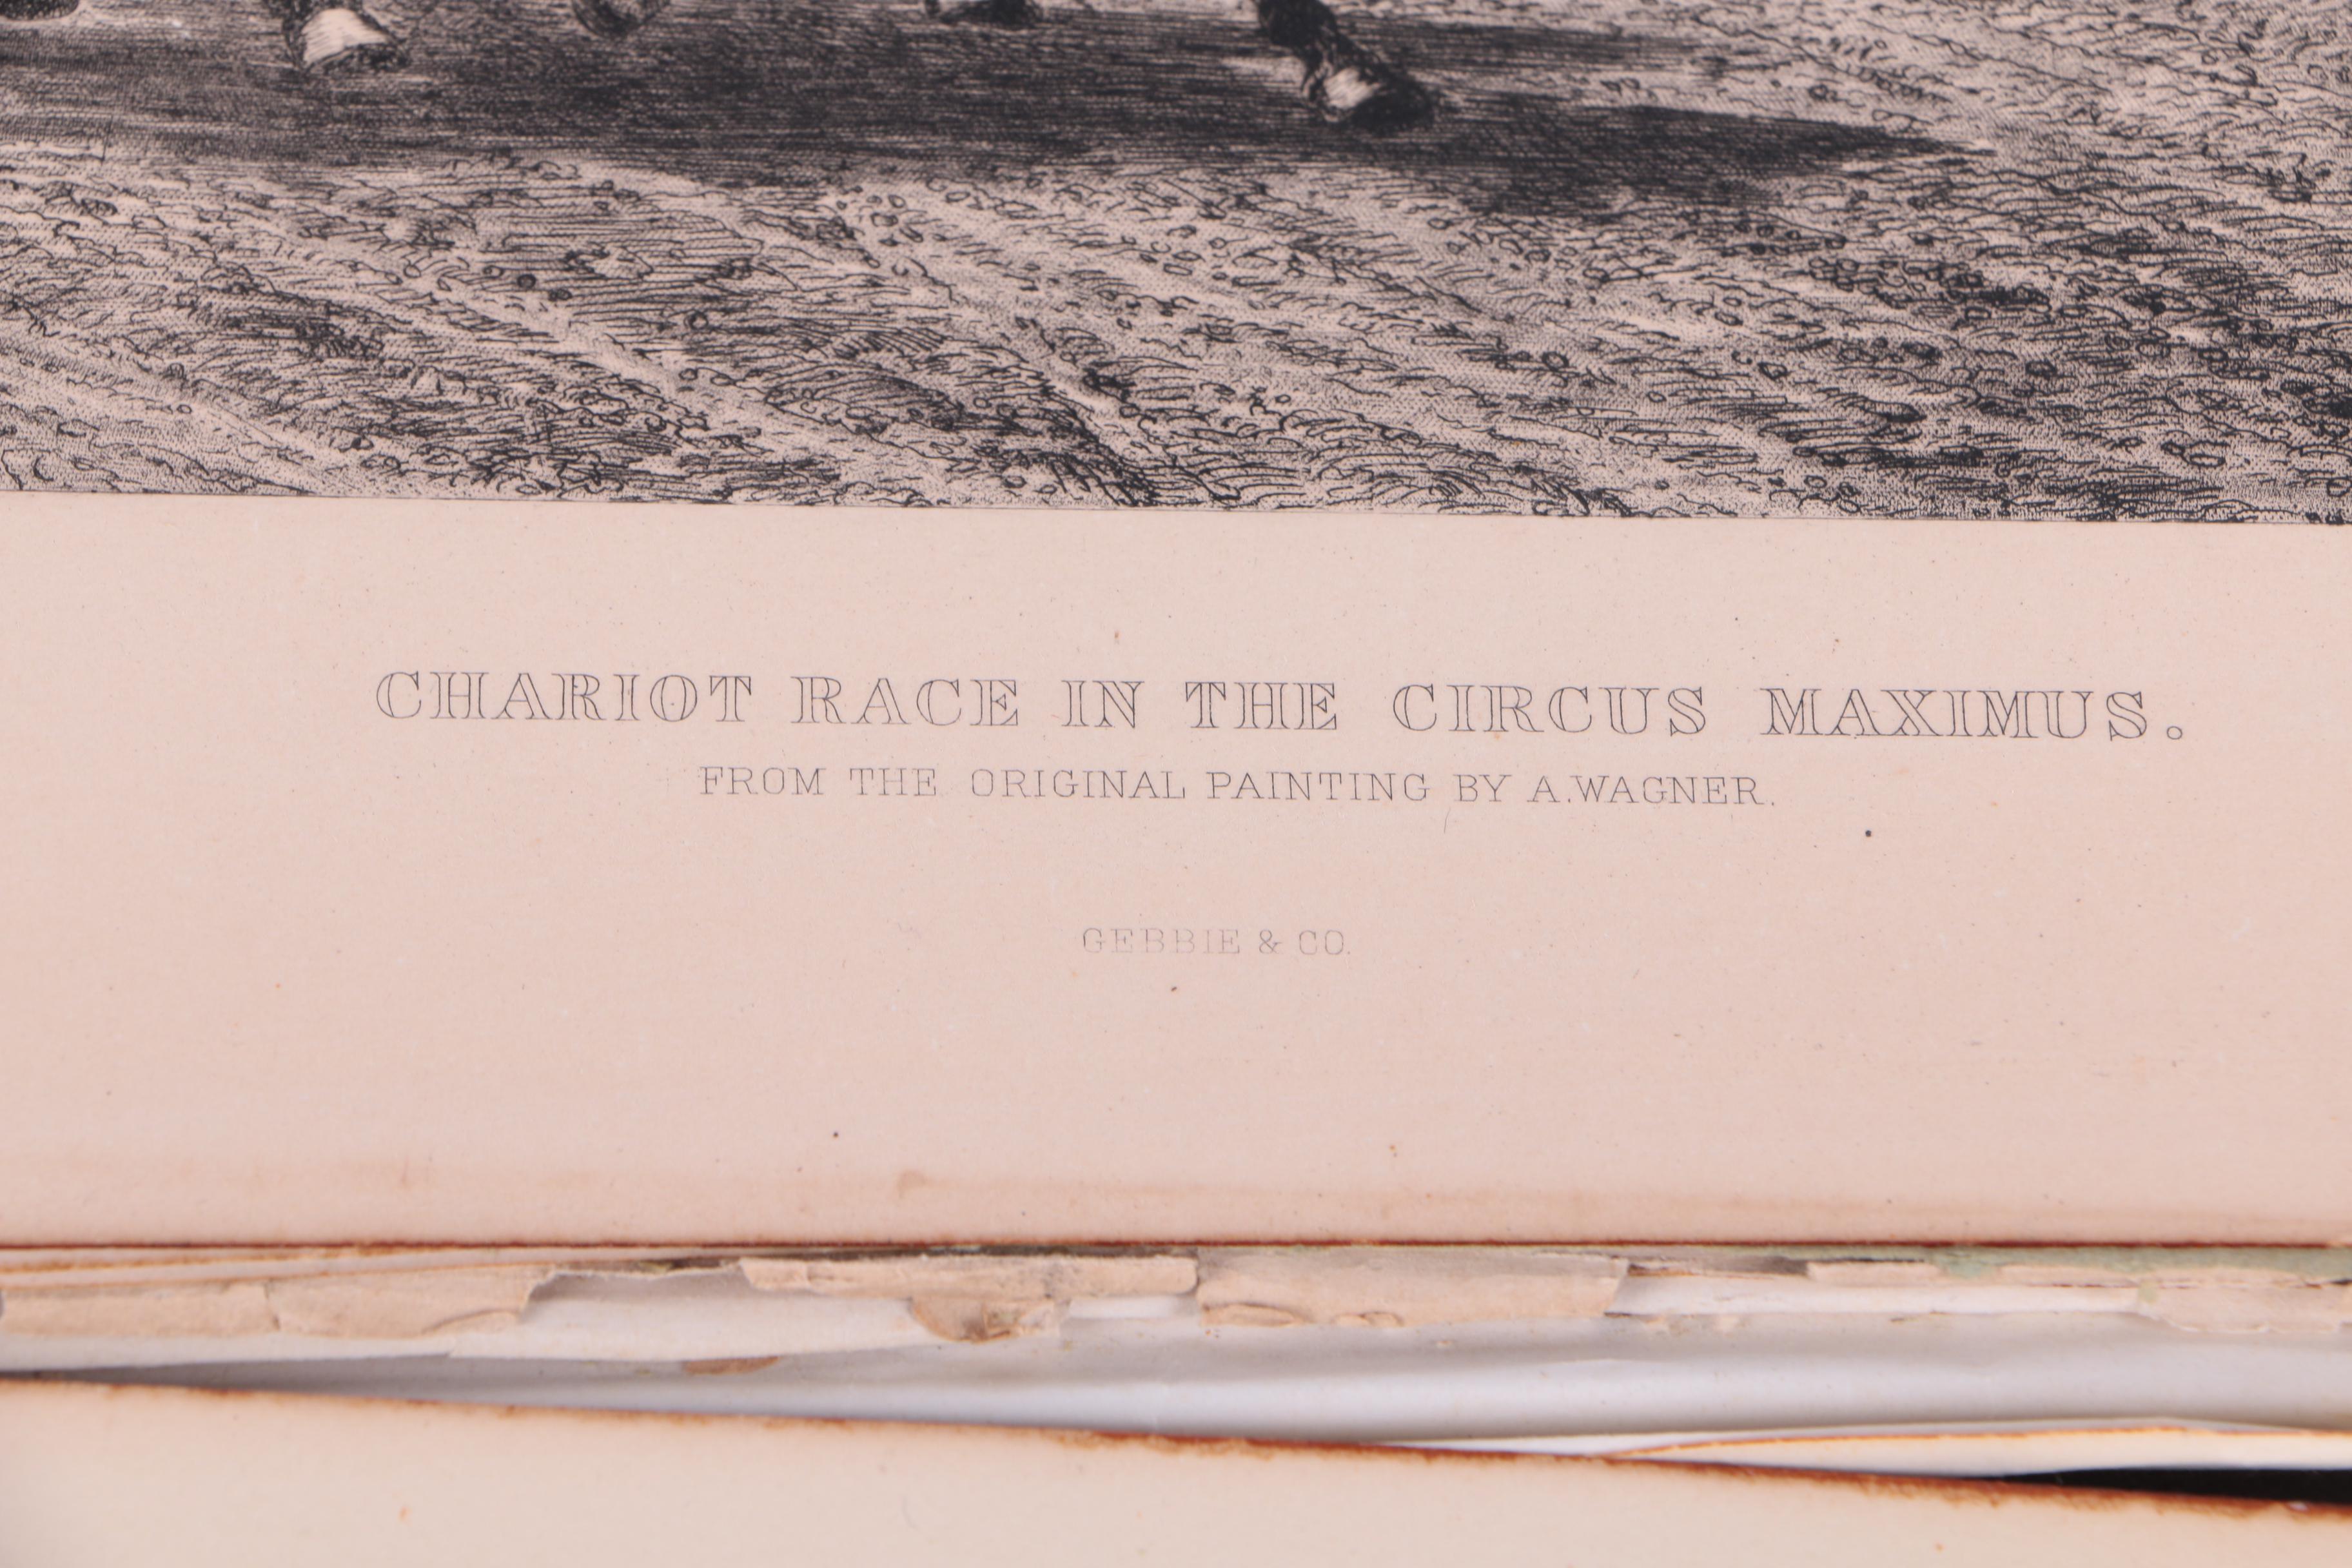 CHARIOT RACE IN THE CIRCUS MAXIMUS.
FROM THE ORIGINAL PAINTING BY A.WAGNER.
GEBBIE & CO.